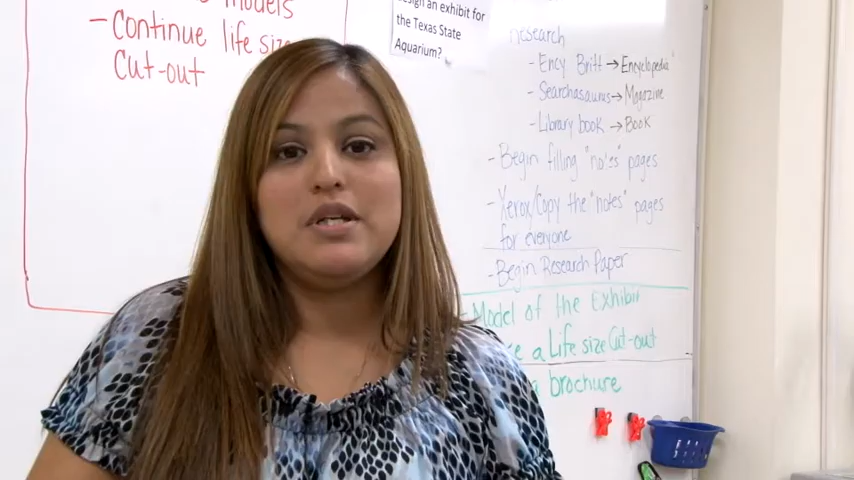 models
- Continue life size
Cut-out
design an exhibit for
the Texas State
Aquarium?
Research
- Ency Britt → Encyclopedia
- Searchasaurus → Magazine
- Library book → Book
- Begin filling "notes" pages
- Xerox/Copy the "notes" pages
for everyone
- Begin Research Paper
- Model of the Exhibit
a Life size Cut-out
a brochure